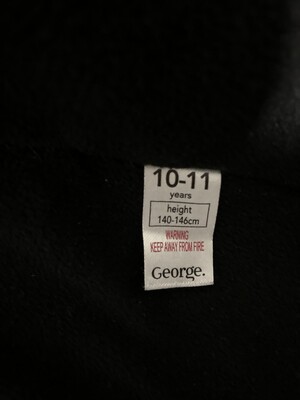 10-11
years
height
140-146cm
WARNING
KEEP AWAY FROM FIRE
George.